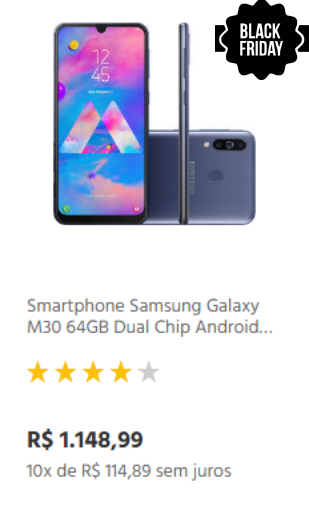 BLACK
FRIDAY
12
45
SAMSUNG
Smartphone Samsung Galaxy
M30 64GB Dual Chip Android...
R$ 1.148,99
10x de R$ 114,89 sem juros